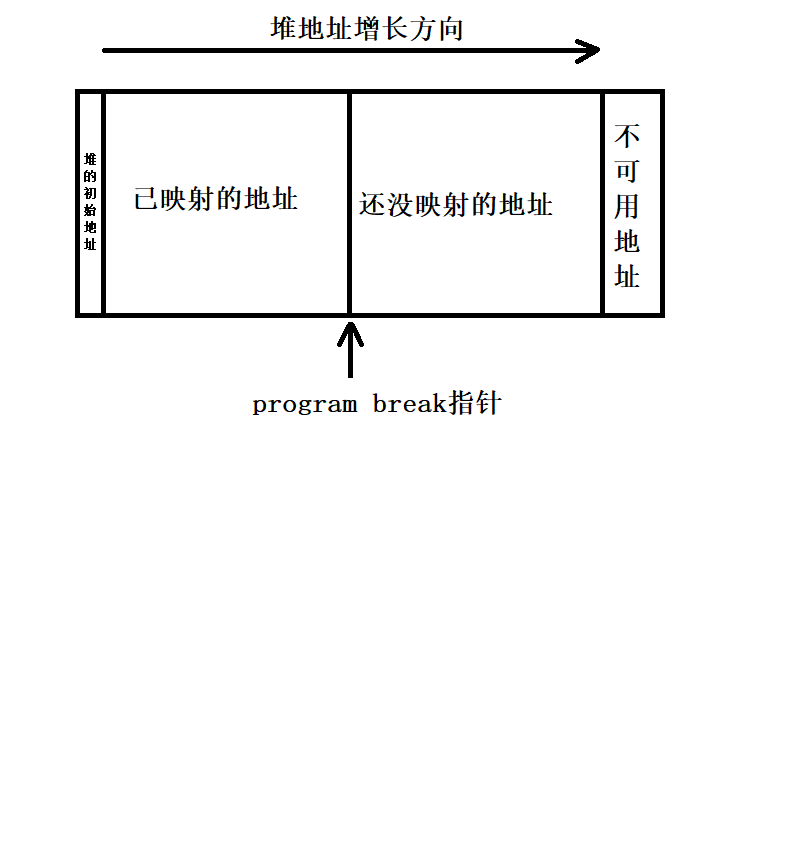 堆地址增长方向
堆的初始地址
已映射的地址
还没映射的地址
不可用地址
program break指针